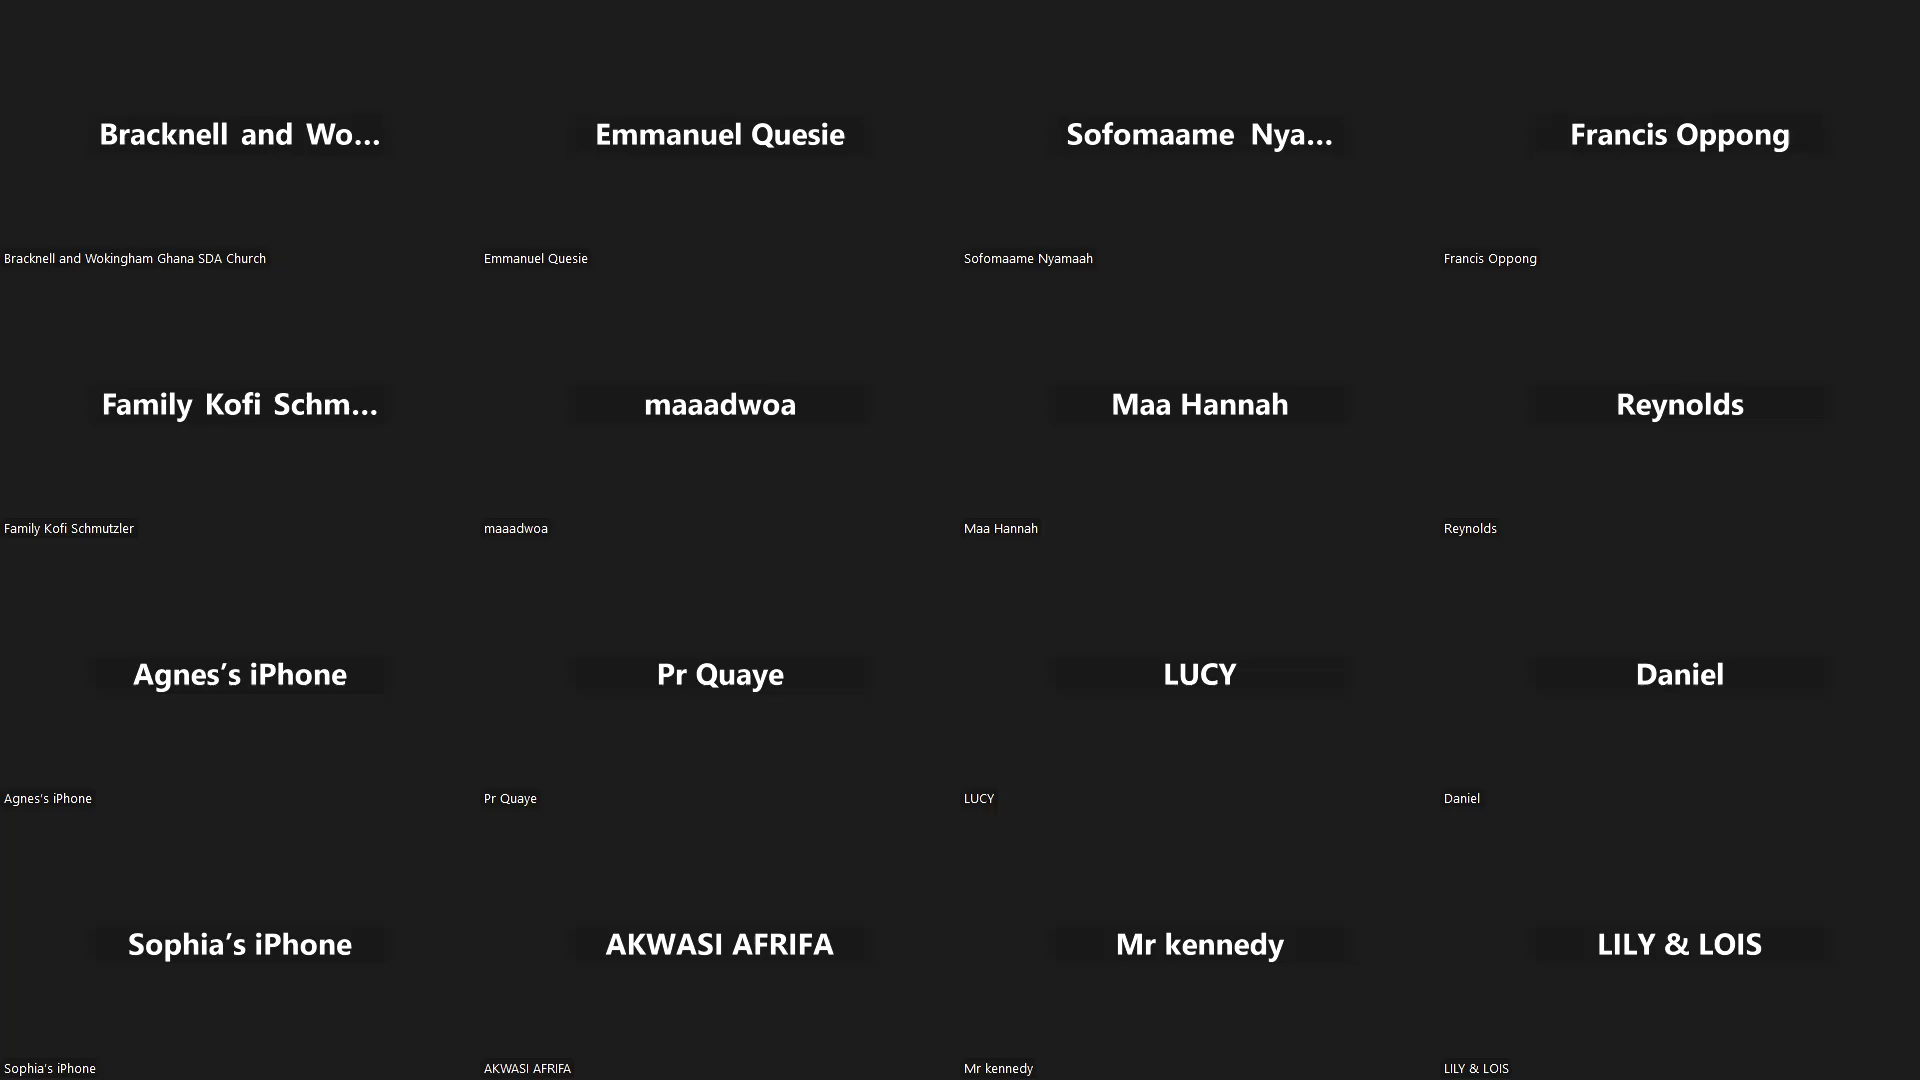 Bracknell and Wo...
Emmanuel Quesie
Sofomaame Nya...
Francis Oppong
Bracknell and Wokingham Ghana SDA Church
Emmanuel Quesie
Sofomaame Nyamaah
Francis Oppong
Family Kofi Schm...
maaadwoa
Maa Hannah
Reynolds
Family Kofi Schmutzler
maaadwoa
Maa Hannah
Reynolds
Agnes's iPhone
Pr Quaye
LUCY
Daniel
Agnes's iPhone
Pr Quaye
LUCY
Daniel
Sophia's iPhone
AKWASI AFRIFA
Mr kennedy
LILY & LOIS
Sophia's iPhone
AKWASI AFRIFA
Mr kennedy
LILY & LOIS